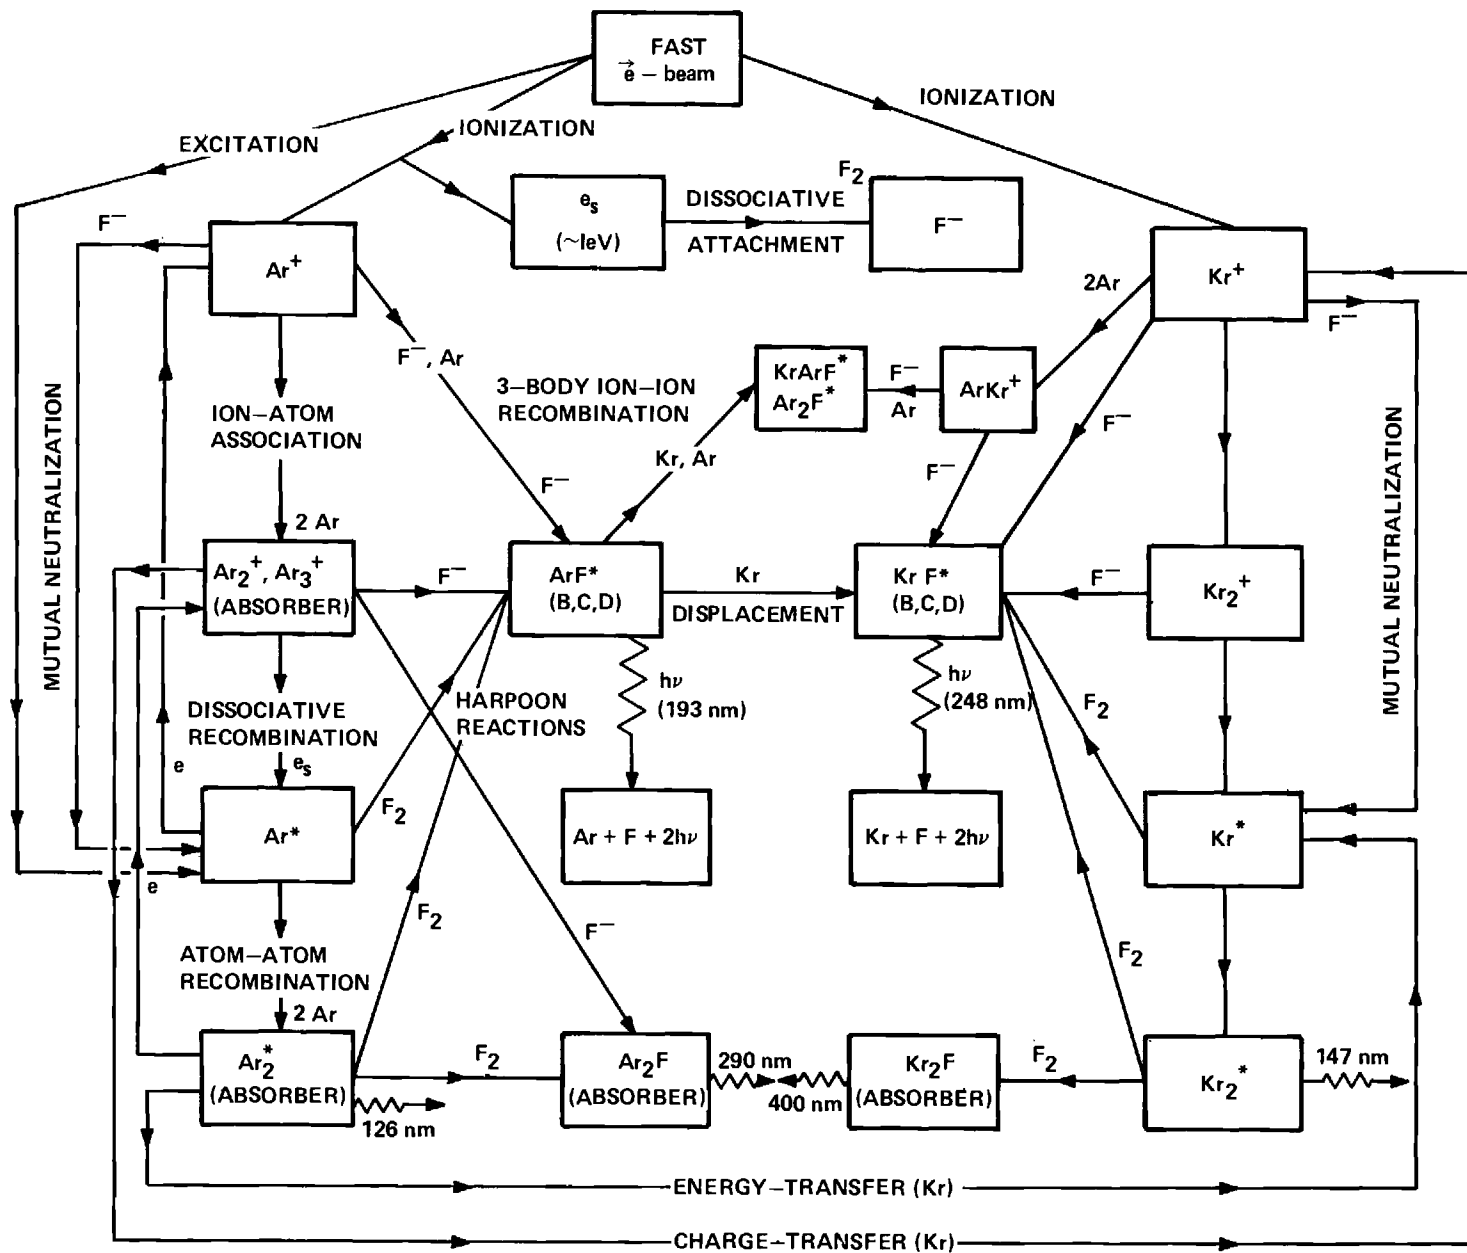 FAST
e⃗ – beam
IONIZATION
IONIZATION
EXCITATION
F₂
e_s
(~leV)
DISSOCIATIVE
ATTACHMENT
F⁻
F⁻
Ar⁺
Kr⁺
2Ar
F⁻
F⁻, Ar
3–BODY ION–ION
RECOMBINATION
KrArF*
Ar₂F*
F⁻
Ar
ArKr⁺
ION–ATOM
ASSOCIATION
MUTUAL NEUTRALIZATION
MUTUAL NEUTRALIZATION
Kr, Ar
F⁻
F⁻
F⁻
2 Ar
Ar₂⁺, Ar₃⁺
(ABSORBER)
F⁻
ArF*
(B,C,D)
Kr
DISPLACEMENT
Kr F*
(B,C,D)
F⁻
Kr₂⁺
DISSOCIATIVE
RECOMBINATION
HARPOON
REACTIONS
hν
(193 nm)
hν
(248 nm)
F₂
e
e_s
F₂
Ar*
Ar + F + 2hν
Kr + F + 2hν
Kr*
e
F₂
F⁻
F₂
ATOM–ATOM
RECOMBINATION
2 Ar
Ar₂*
(ABSORBER)
F₂
Ar₂F
(ABSORBER)
290 nm
400 nm
Kr₂F
(ABSORBER)
F₂
Kr₂*
147 nm
126 nm
ENERGY–TRANSFER (Kr)
CHARGE–TRANSFER (Kr)